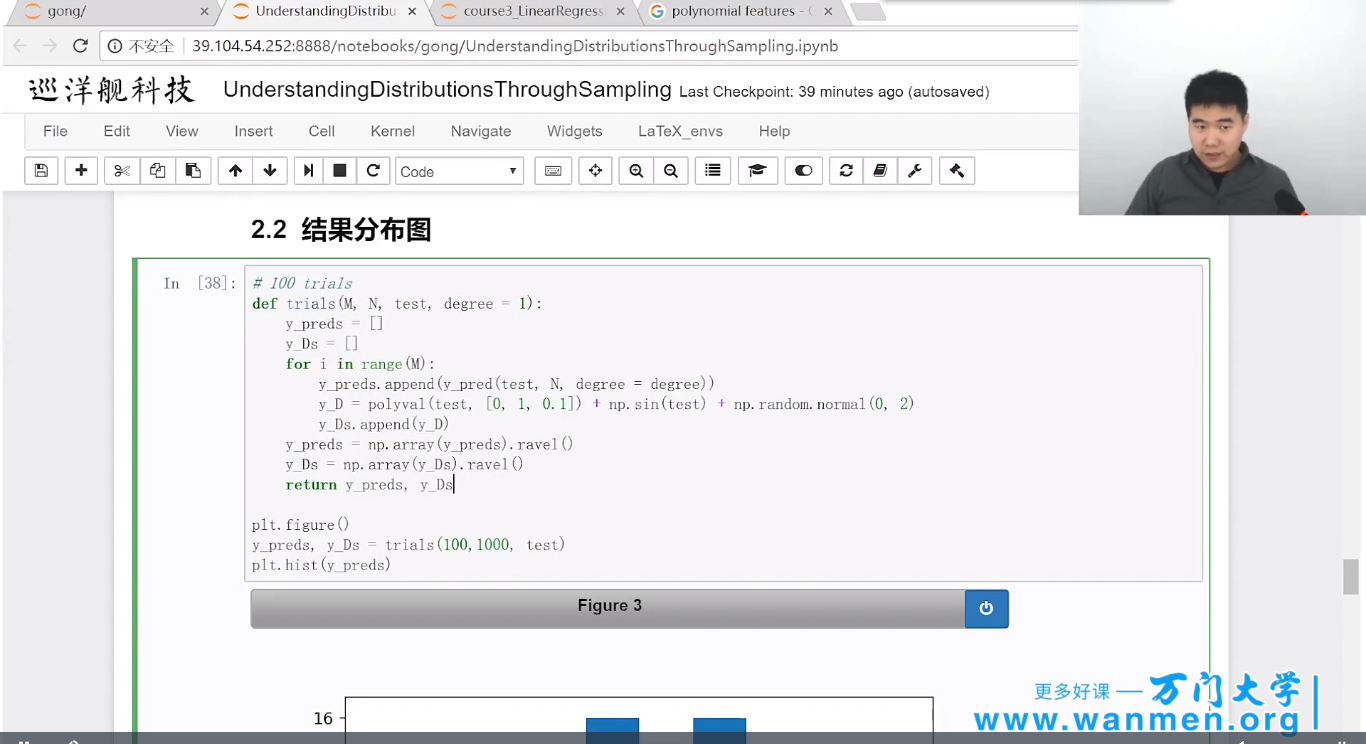 gong/
UnderstandingDistribu
course3_LinearRegress
polynomial features - G
不安全
39.104.54.252:8888/notebooks/gong/UnderstandingDistributionsThroughSampling.ipynb
巡洋舰科技
UnderstandingDistributionsThroughSampling Last Checkpoint: 39 minutes ago (autosaved)
File Edit View Insert Cell Kernel Navigate Widgets LaTeX_envs Help
Code
2.2 结果分布图
In [38]:
# 100 trials
def trials(M, N, test, degree = 1):
    y_preds = []
    y_Ds = []
    for i in range(M):
        y_preds.append(y_pred(test, N, degree = degree))
        y_D = polyval(test, [0, 1, 0.1]) + np.sin(test) + np.random.normal(0, 2)
        y_Ds.append(y_D)
    y_preds = np.array(y_preds).ravel()
    y_Ds = np.array(y_Ds).ravel()
    return y_preds, y_Ds
plt.figure()
y_preds, y_Ds = trials(100,1000, test)
plt.hist(y_preds)
Figure 3
16
更多好课 — 万门大学
www.wanmen.org